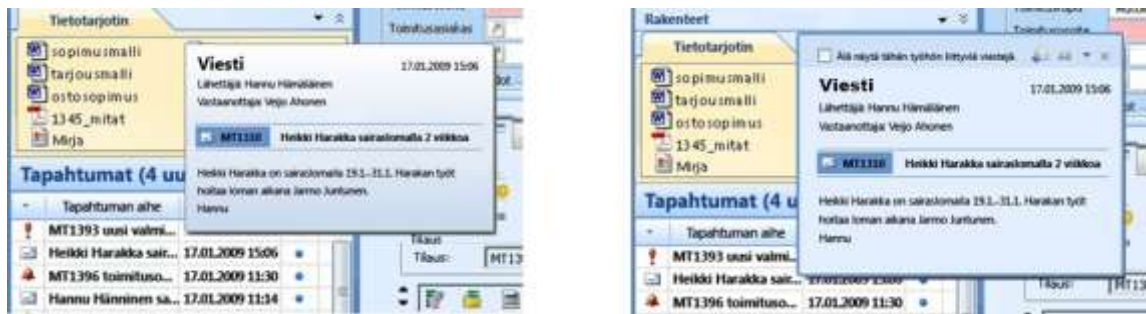 Tietotarjotin
sopimusmalli
tarjousmalli
ostosopimus
1345_mitat
Mirja
Toimitusasiakas
Viesti
17.01.2009 15:06
Lähettäjä Hannu Hämäläinen
Vastaanottaja Veijo Ahonen
MT1310 Heikki Harakka sairaslomalla 2 viikkoa
Heikki Harakka on sairaslomalla 19.1.-31.1. Harakan työt
hoitaa loman aikana Jarmo Juntunen.
Hannu
Tapahtumat (4 uu
Tapahtuman aihe
MT1393 uusi valmi...
Heikki Harakka sair... 17.01.2009 15:06
MT1396 toimituso... 17.01.2009 11:30
Hannu Hänninen sa... 17.01.2009 11:14
Tilaus
Tilaus: MT13
Rakenteet
Tietotarjotin
sopimusmalli
tarjousmalli
ostosopimus
1345_mitat
Mirja
Älä näytä tähän työhön liittyviä viestejä
Viesti
17.01.2009 15:06
Lähettäjä Hannu Hämäläinen
Vastaanottaja Veijo Ahonen
MT1310 Heikki Harakka sairaslomalla 2 viikkoa
Heikki Harakka on sairaslomalla 19.1.-31.1. Harakan työt
hoitaa loman aikana Jarmo Juntunen.
Hannu
Tapahtumat (4 u
Tapahtuman aihe
MT1393 uusi valmi...
Heikki Harakka sair... 17.01.2009 15:06
MT1396 toimituso... 17.01.2009 11:30
Tilaus: MT13